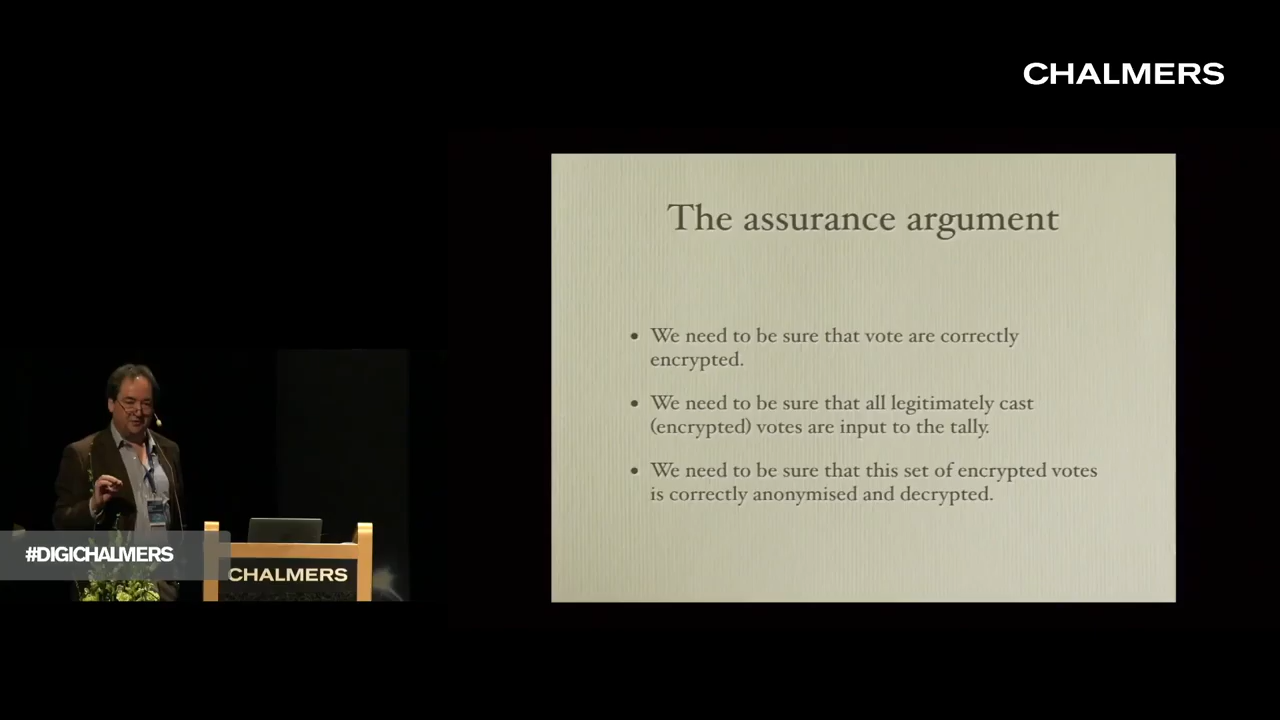 CHALMERS
The assurance argument
• We need to be sure that vote are correctly
encrypted.
• We need to be sure that all legitimately cast
(encrypted) votes are input to the tally.
• We need to be sure that this set of encrypted votes
is correctly anonymised and decrypted.
#DIGICHALMERS
CHALMERS